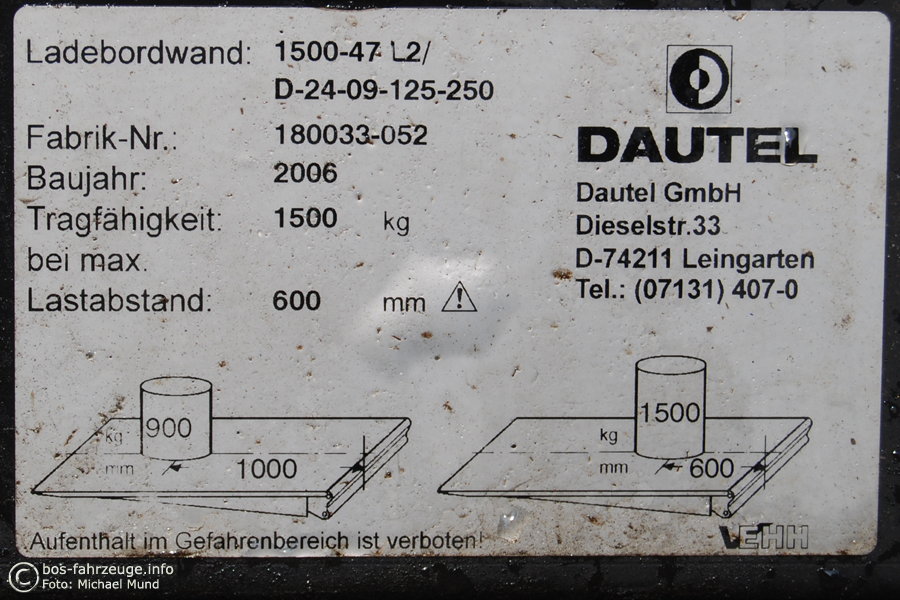 Ladebordwand: 1500-47 L2/
D-24-09-125-250
Fabrik-Nr.: 180033-052
Baujahr: 2006
Tragfähigkeit: 1500 kg
bei max.
Lastabstand: 600 mm
DAUTEL
Dautel GmbH
Dieselstr.33
D-74211 Leingarten
Tel.: (07131) 407-0
kg 900
mm 1000
kg 1500
mm 600
Aufenthalt im Gefahrenbereich ist verboten!
VEHH
© bos-fahrzeuge.info
Foto: Michael Mund